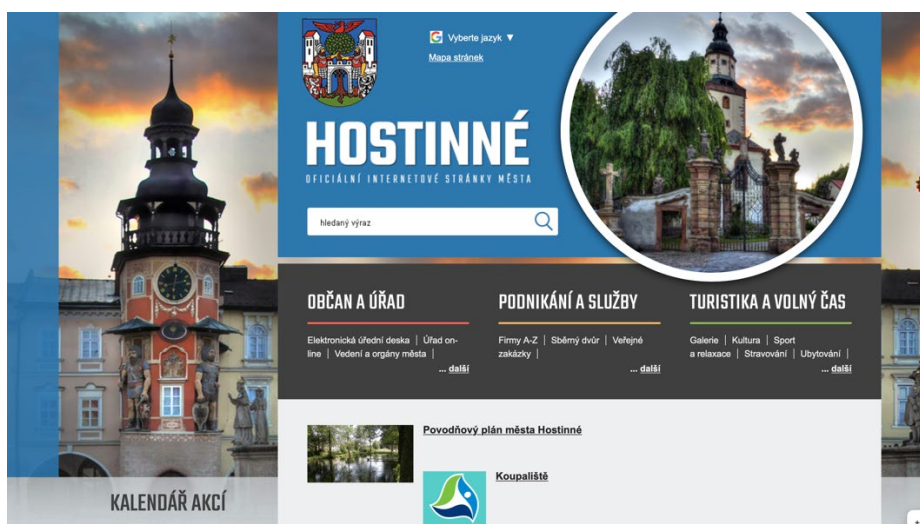 Vyberte jazyk ▼
Mapa stránek
HOSTINNÉ
OFICIÁLNÍ INTERNETOVÉ STRÁNKY MĚSTA
hledaný výraz
OBČAN A ÚŘAD
Elektronická úřední deska | Úřad on-
line | Vedení a orgány města |
... další
PODNIKÁNÍ A SLUŽBY
Firmy A-Z | Sběrný dvůr | Veřejné
zakázky |
... další
TURISTIKA A VOLNÝ ČAS
Galerie | Kultura | Sport
a relaxace | Stravování | Ubytování |
... další
Povodňový plán města Hostinné
Koupaliště
KALENDÁŘ AKCÍ